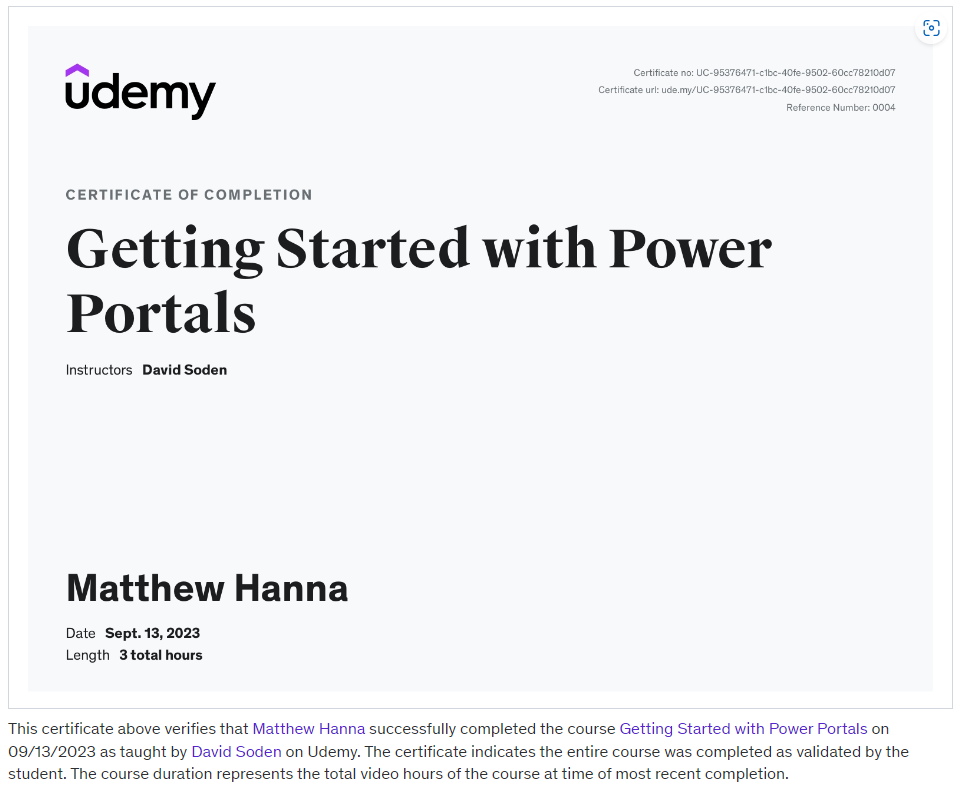 udemy
Certificate no: UC-95376471-c1bc-40fe-9502-60cc78210d07
Certificate url: ude.my/UC-95376471-c1bc-40fe-9502-60cc78210d07
Reference Number: 0004
CERTIFICATE OF COMPLETION
Getting Started with Power
Portals
Instructors David Soden
Matthew Hanna
Date Sept. 13, 2023
Length 3 total hours
This certificate above verifies that Matthew Hanna successfully completed the course Getting Started with Power Portals on
09/13/2023 as taught by David Soden on Udemy. The certificate indicates the entire course was completed as validated by the
student. The course duration represents the total video hours of the course at time of most recent completion.